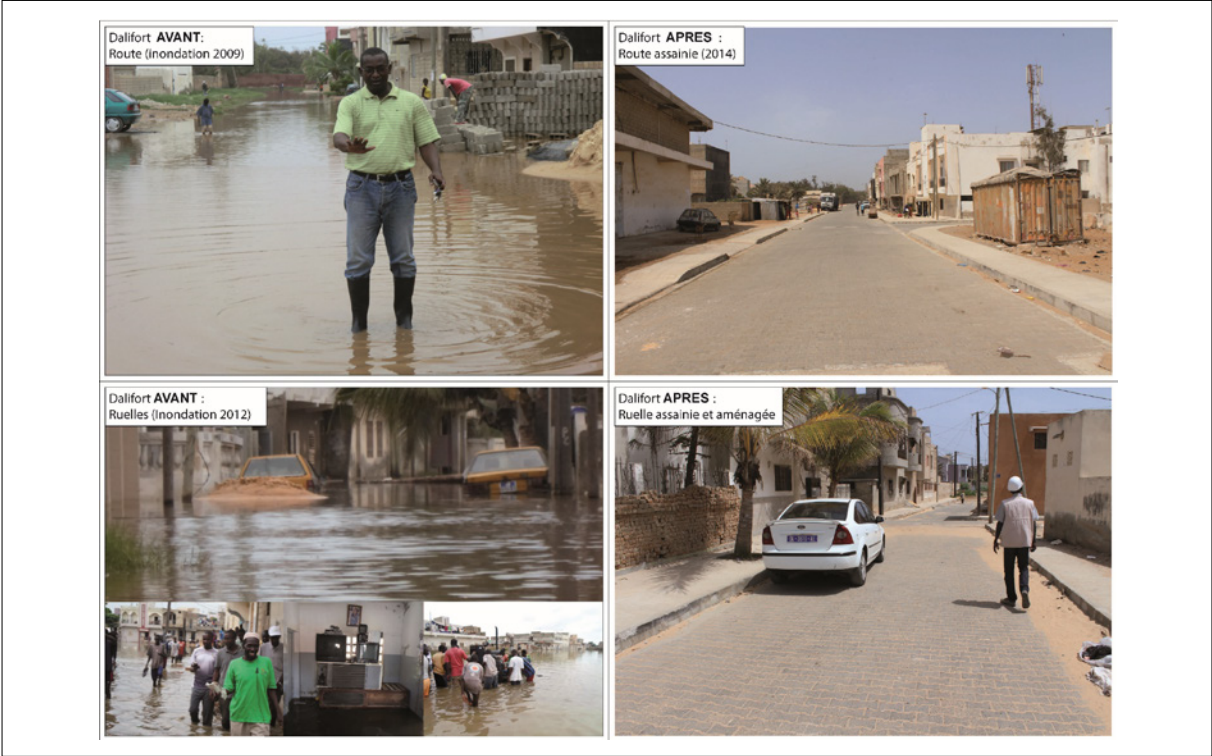 Dalifort AVANT:
Route (inondation 2009)
Dalifort APRES :
Route assainie (2014)
Dalifort AVANT :
Ruelles (Inondation 2012)
Dalifort APRES :
Ruelle assainie et aménagée